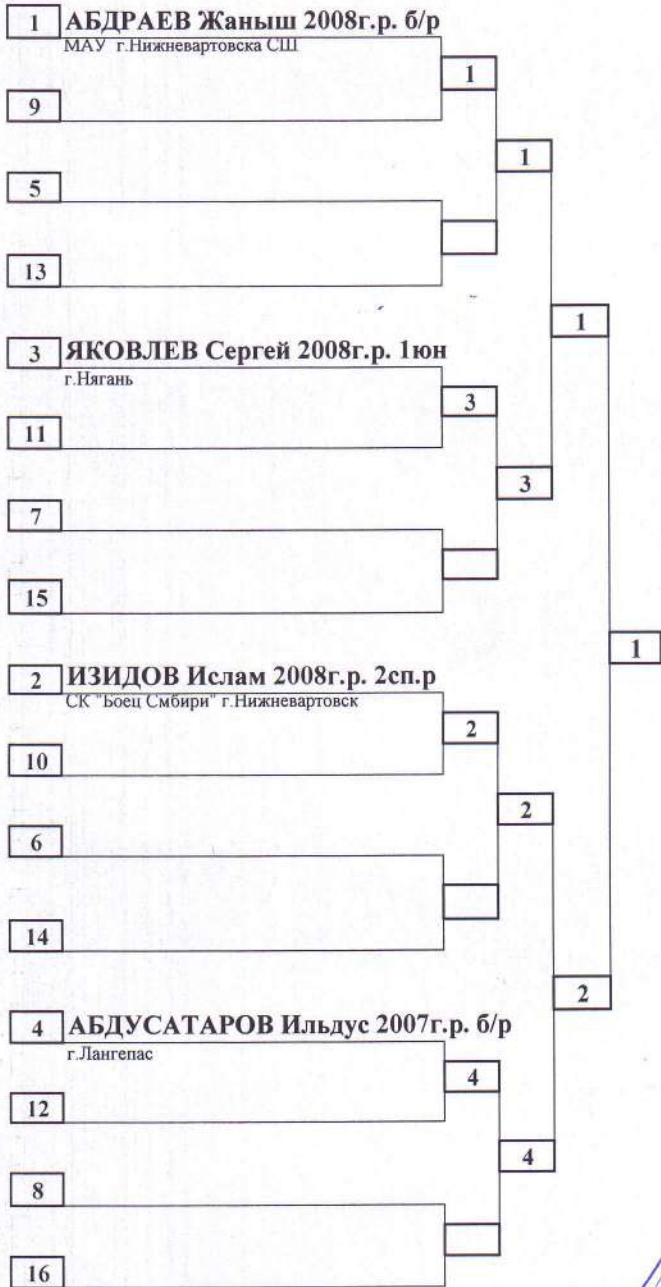 1 АБДРАЕВ Жаныш 2008г.р. б/р
МАУ г.Нижневартовска СШ
1
9
1
5
13
1
3 ЯКОВЛЕВ Сергей 2008г.р. 1юн
г.Нягань
3
11
3
7
15
1
2 ИЗИДОВ Ислам 2008г.р. 2сп.р
СК "Боец Смбири" г.Нижневартовск
2
10
2
6
14
2
4 АБДУСАТАРОВ Ильдус 2007г.р. б/р
г.Лангепас
4
12
4
8
16